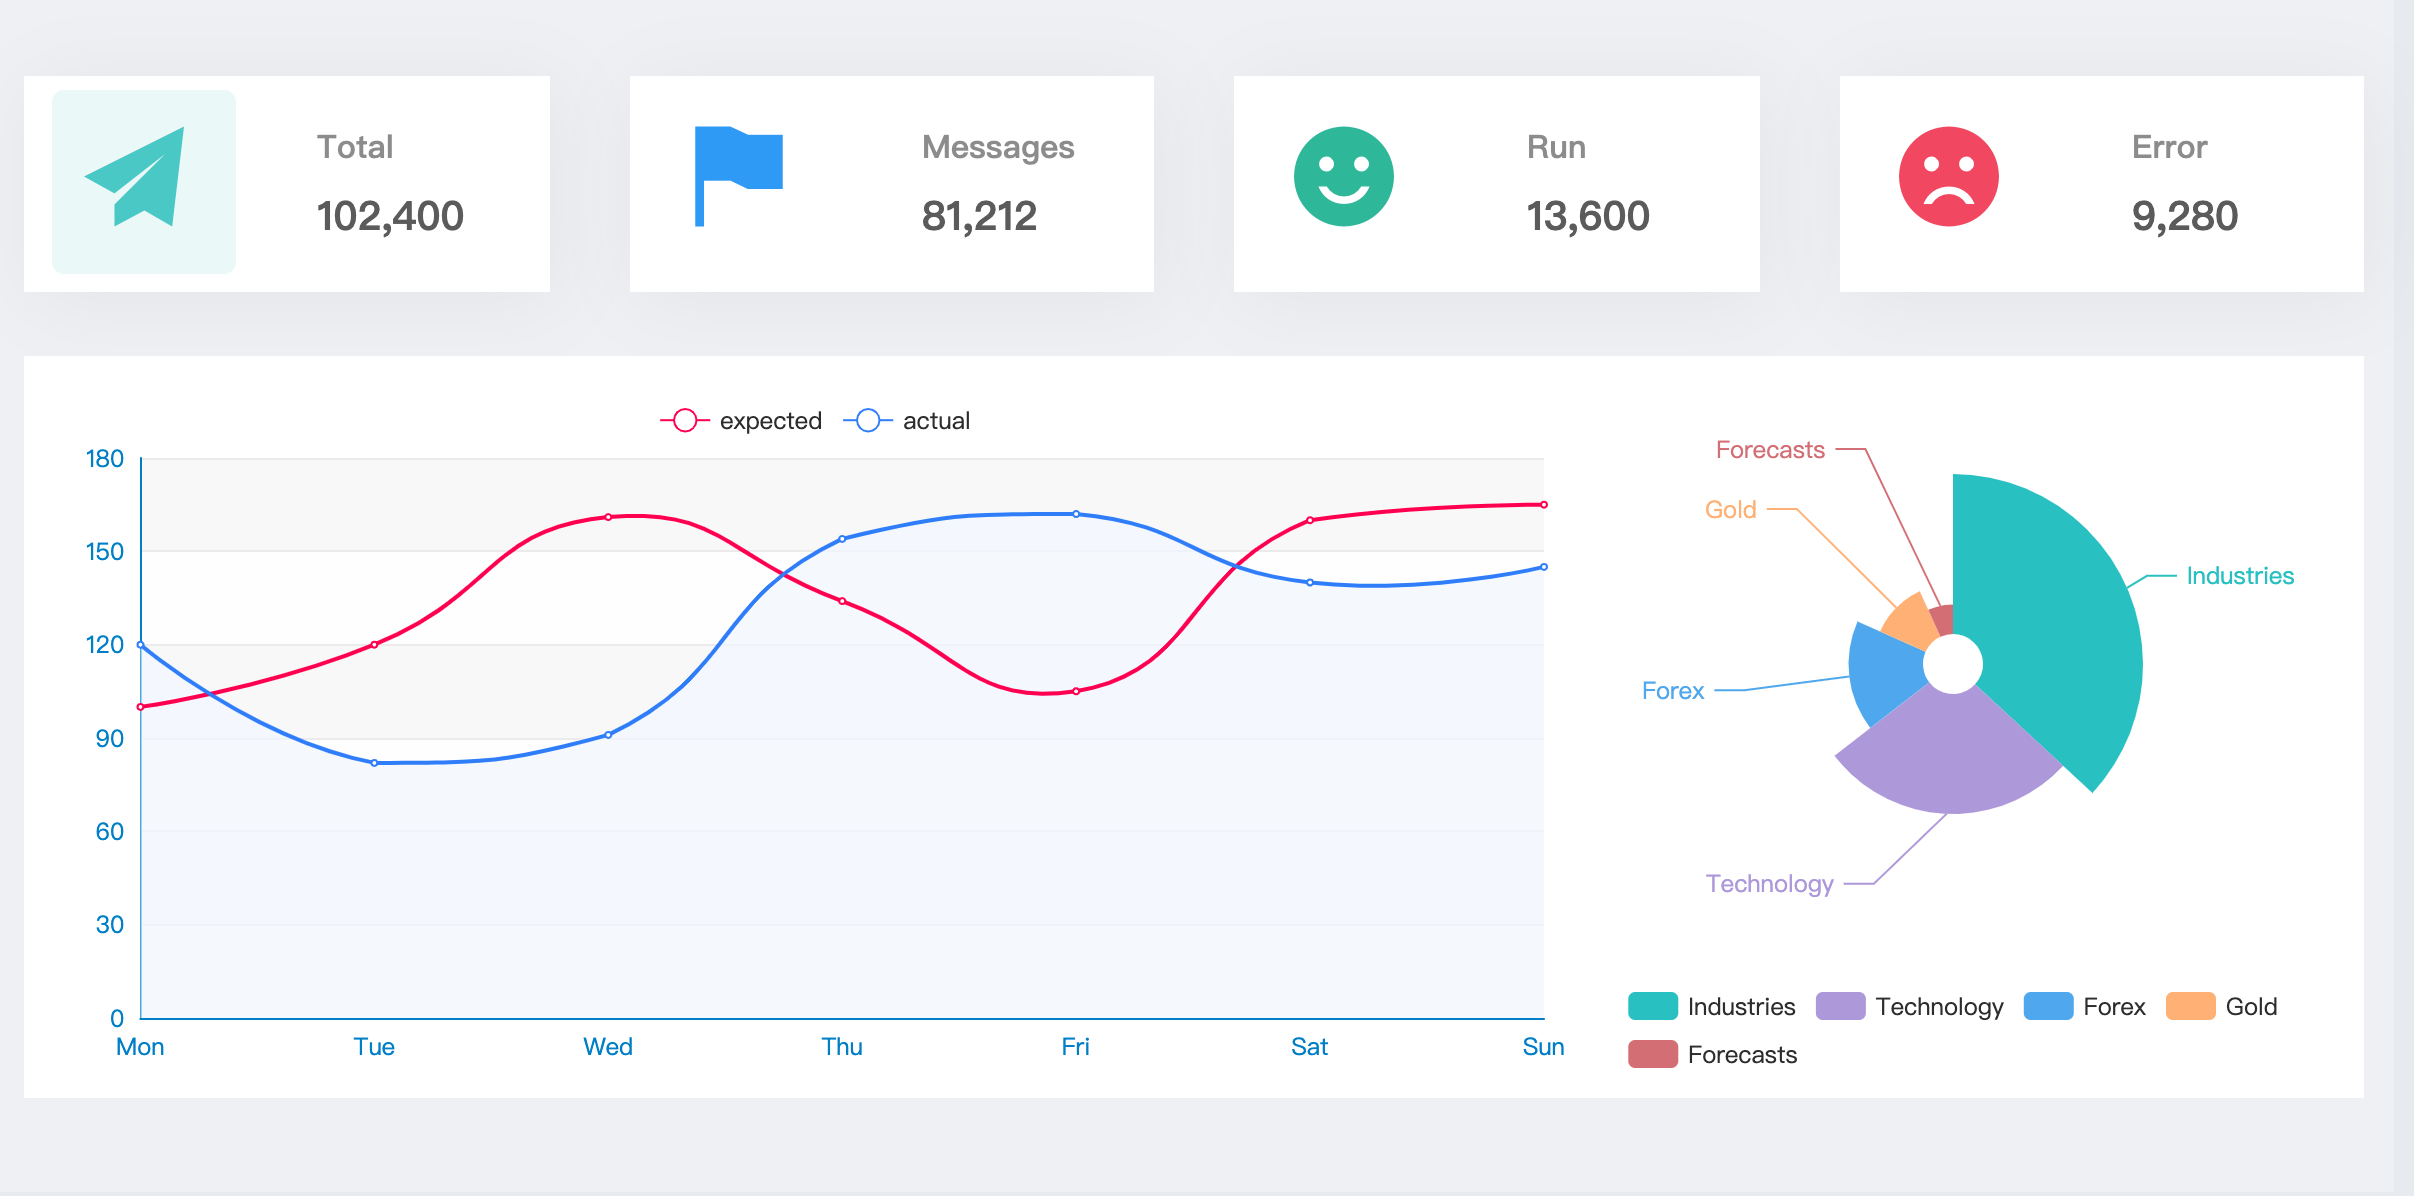 Total
102,400
Messages
81,212
Run
13,600
Error
9,280
expected
actual
180
150
120
90
60
30
0
Mon
Tue
Wed
Thu
Fri
Sat
Sun
Forecasts
Gold
Industries
Forex
Technology
Industries
Technology
Forex
Gold
Forecasts